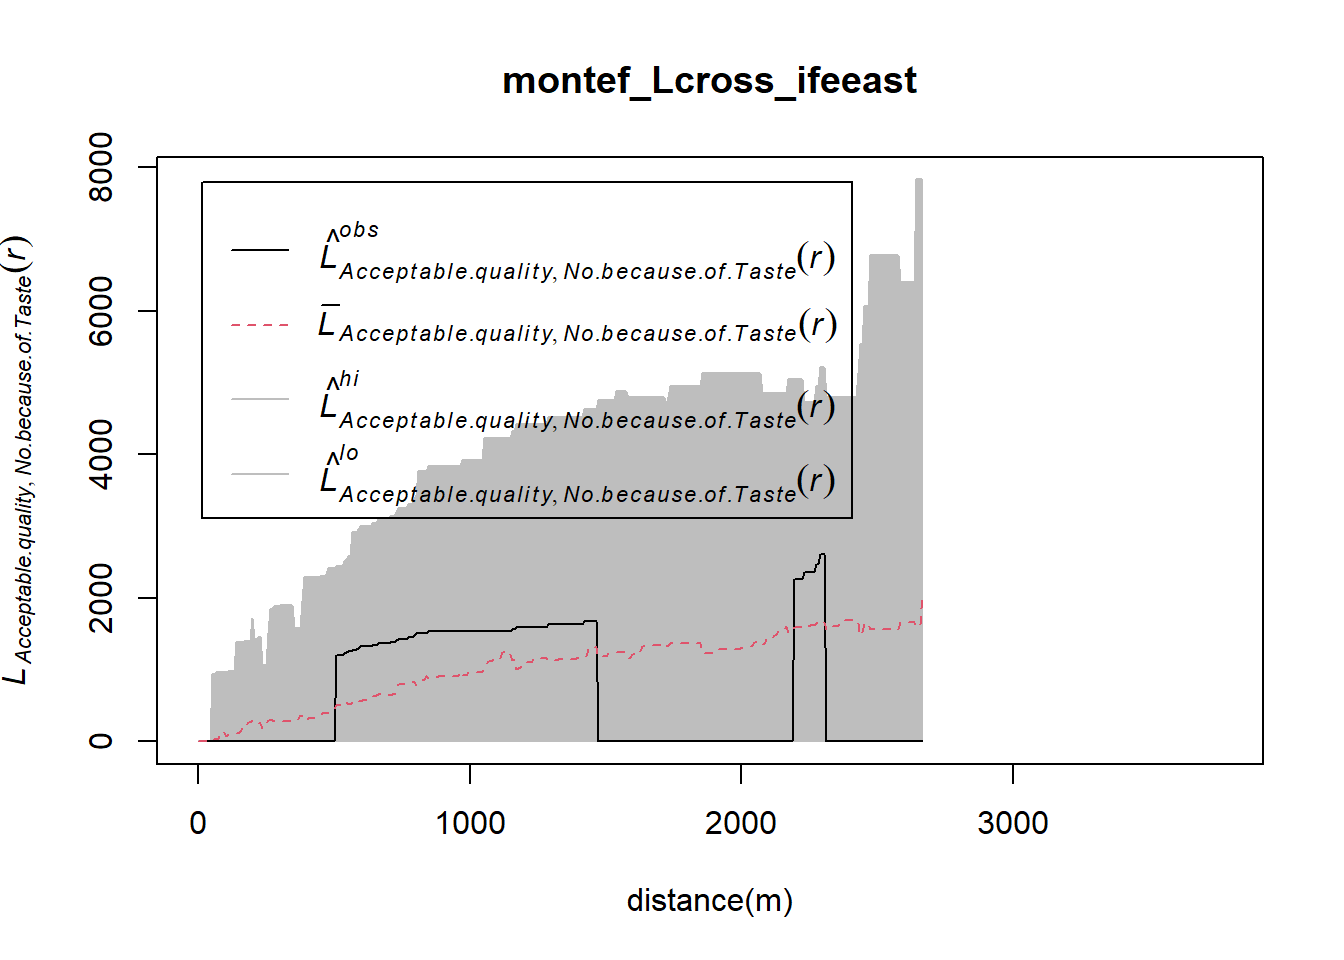 montef_Lcross_ifeeast
L Acceptable.quality, No.because.of.Taste(r)
8000
6000
4000
2000
0
L̂ obs Acceptable.quality, No.because.of.Taste(r)
L̄ Acceptable.quality, No.because.of.Taste(r)
L̂ hi Acceptable.quality, No.because.of.Taste(r)
L̂ lo Acceptable.quality, No.because.of.Taste(r)
0 1000 2000 3000
distance(m)